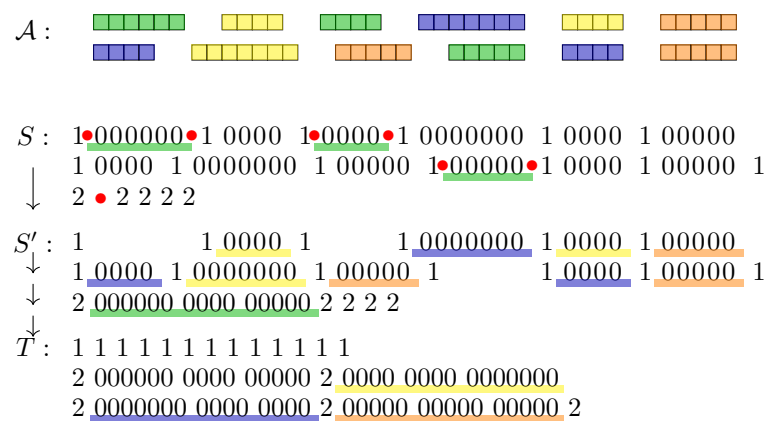 𝒜 :
S : 1•000000•1 0000 1•0000•1 0000000 1 0000 1 00000
1 0000 1 0000000 1 00000 1•00000•1 0000 1 00000 1
2 • 2 2 2 2
S′ : 1 1 0000 1 1 0000000 1 0000 1 00000
1 0000 1 0000000 1 00000 1 1 0000 1 00000 1
2 000000 0000 00000 2 2 2 2
T : 1 1 1 1 1 1 1 1 1 1 1 1 1
2 000000 0000 00000 2 0000 0000 0000000
2 0000000 0000 0000 2 00000 00000 00000 2